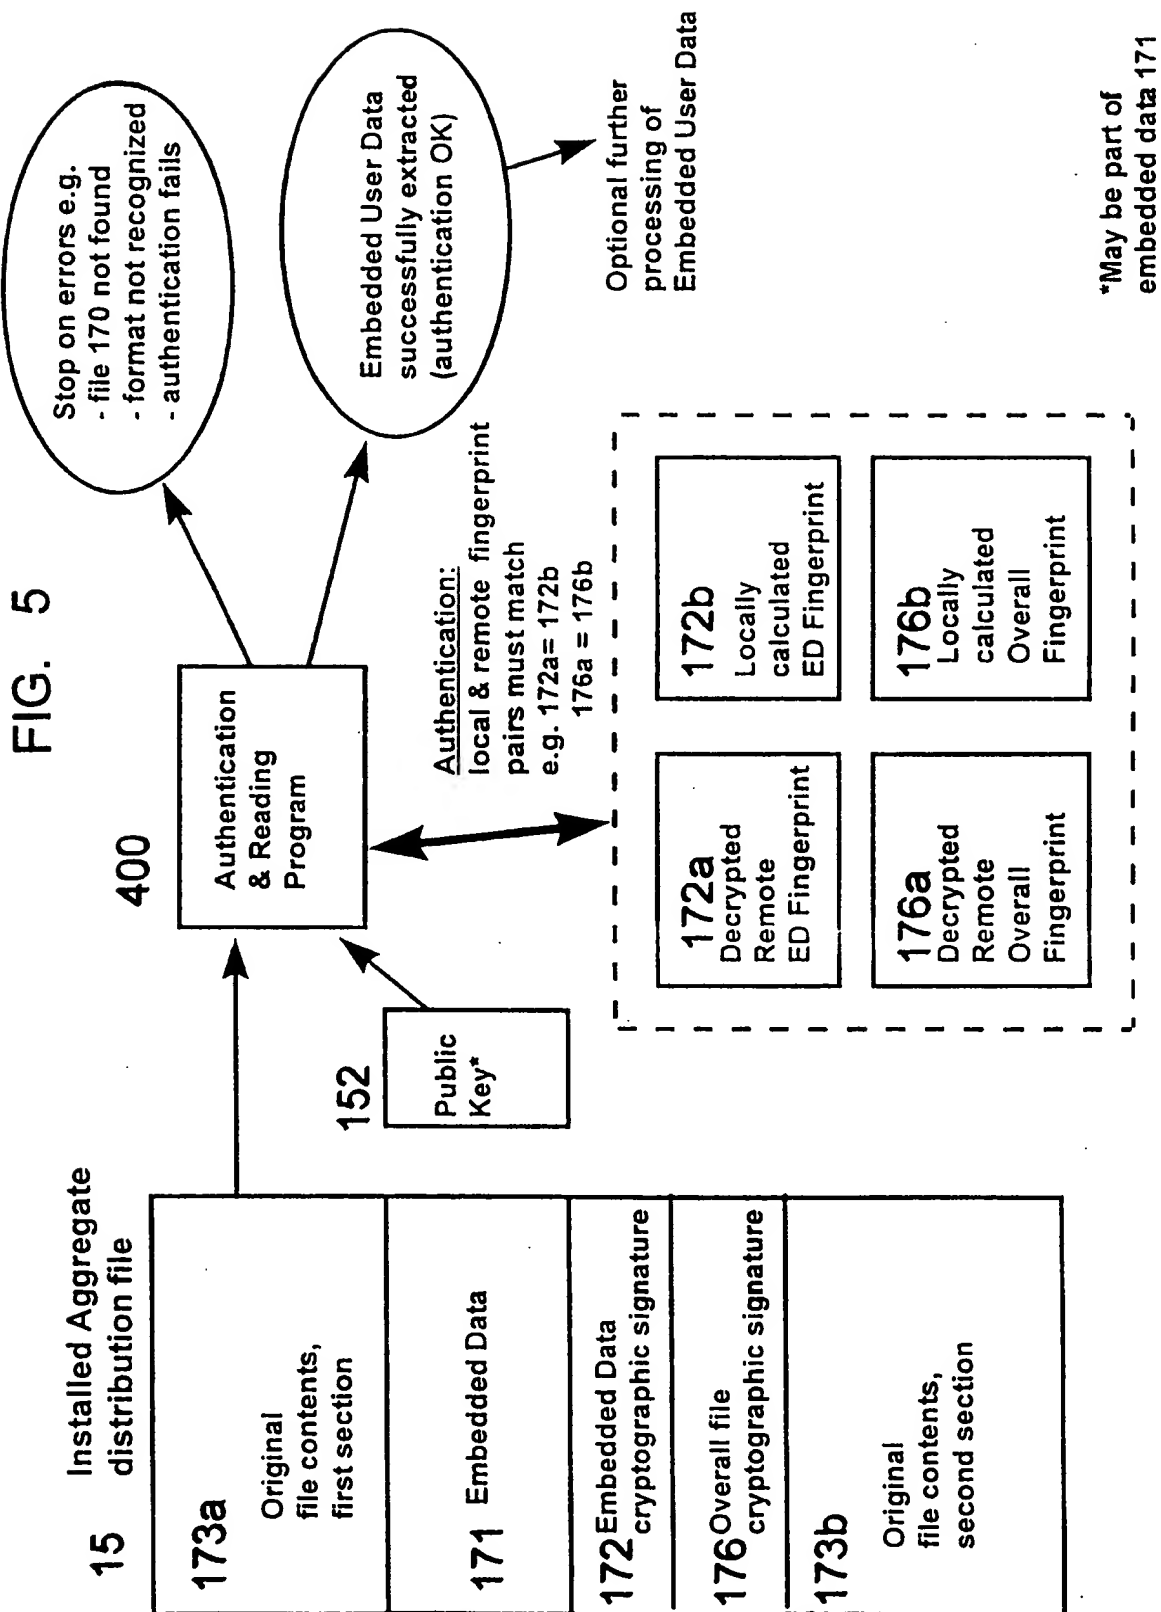 FIG. 5
15
Installed Aggregate
distribution file
173a
Original
file contents,
first section
171 Embedded Data
172 Embedded Data
cryptographic signature
176 Overall file
cryptographic signature
173b
Original
file contents,
second section
152
Public
Key*
400
Authentication
& Reading
Program
Stop on errors e.g.
- file 170 not found
- format not recognized
- authentication fails
Embedded User Data
successfully extracted
(authentication OK)
Optional further
processing of
Embedded User Data
Authentication:
local & remote fingerprint
pairs must match
e.g. 172a= 172b
176a = 176b
172a
Decrypted
Remote
ED Fingerprint
172b
Locally
calculated
ED Fingerprint
176a
Decrypted
Remote
Overall
Fingerprint
176b
Locally
calculated
Overall
Fingerprint
*May be part of
embedded data 171